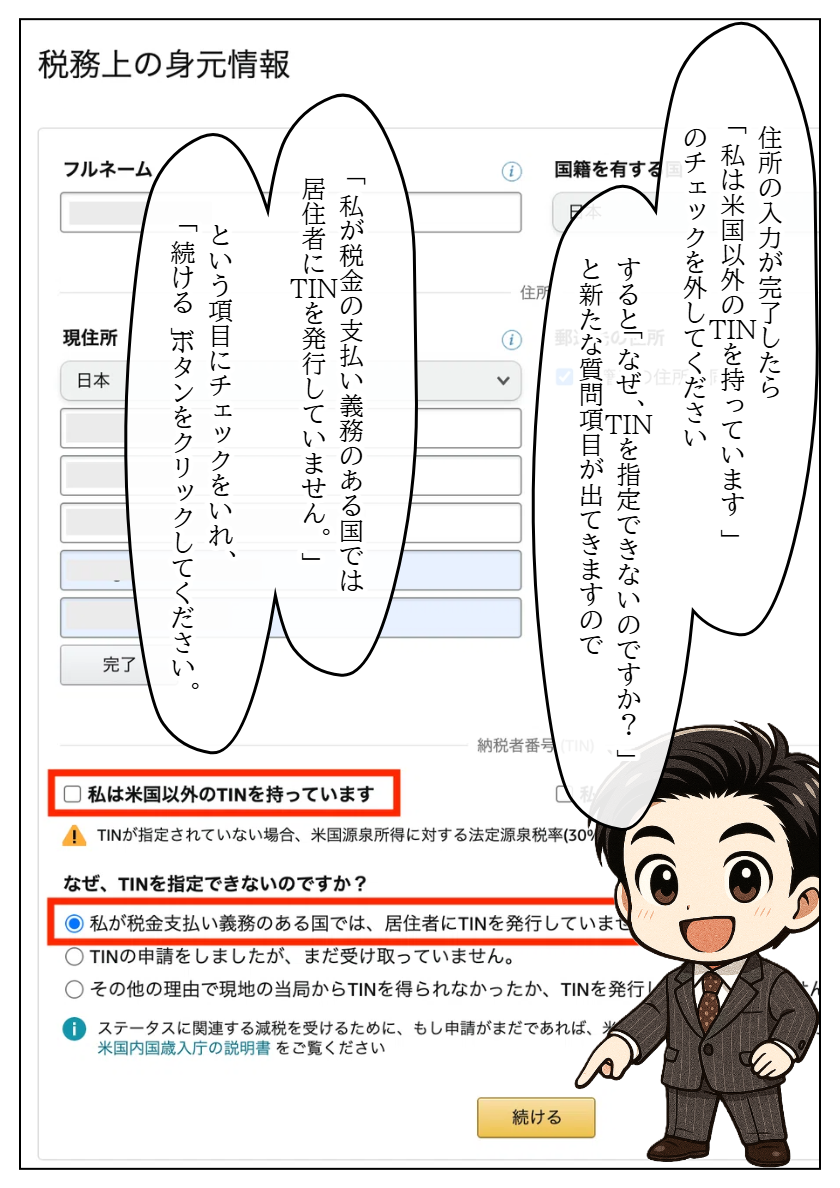 税務上の身元情報
住所の入力が完了したら
「私は米国以外のTINを持っています」
のチェックを外してください
すると「なぜ、TINを指定できないのですか？」
と新たな質問項目が出てきますので
「私が税金の支払い義務のある国では
居住者にTINを発行していません。」
という項目にチェックをいれ、
「続ける」ボタンをクリックしてください。
フルネーム
国籍を有する国
日本
住所
現住所
日本
完了
納税者番号 (TIN)
私は米国以外のTINを持っています
私
TINが指定されていない場合、米国源泉所得に対する法定源泉税率(30%
なぜ、TINを指定できないのですか？
私が税金支払い義務のある国では、居住者にTINを発行していませ
TINの申請をしましたが、まだ受け取っていません。
その他の理由で現地の当局からTINを得られなかったか、TINを発行し
ステータスに関連する減税を受けるために、もし申請がまだであれば、米
米国内国歳入庁の説明書 をご覧ください
続ける